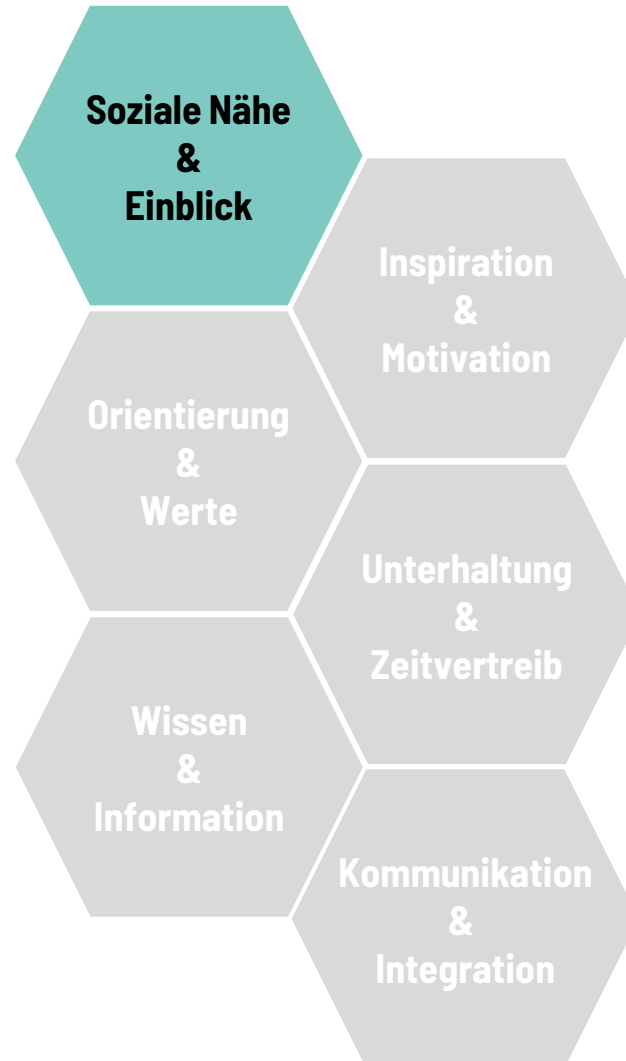 Soziale Nähe
&
Einblick
Inspiration
&
Motivation
Orientierung
&
Werte
Unterhaltung
&
Zeitvertreib
Wissen
&
Information
Kommunikation
&
Integration